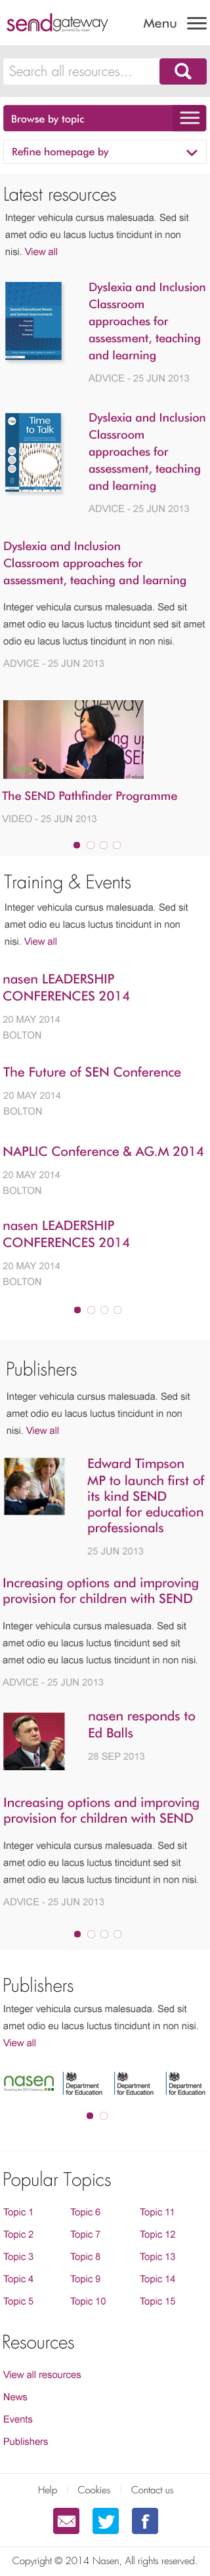 sendgateway
Menu
powered by nasen
Search all resources...
Browse by topic
Refine homepage by
Latest resources
Integer vehicula cursus malesuada. Sed sit
amet odio eu lacus luctus tincidunt in non
nisi. View all
Dyslexia and Inclusion
Classroom
approaches for
assessment, teaching
and learning
ADVICE - 25 JUN 2013
Time
to Talk
Dyslexia and Inclusion
Classroom
approaches for
assessment, teaching
and learning
ADVICE - 25 JUN 2013
Dyslexia and Inclusion
Classroom approaches for
assessment, teaching and learning
Integer vehicula cursus malesuada. Sed sit
amet odio eu lacus luctus tincidunt sed sit amet
odio eu lacus luctus tincidunt in non nisi.
ADVICE - 25 JUN 2013
The SEND Pathfinder Programme
VIDEO - 25 JUN 2013
Training & Events
Integer vehicula cursus malesuada. Sed sit
amet odio eu lacus luctus tincidunt in non
nisi. View all
nasen LEADERSHIP
CONFERENCES 2014
20 MAY 2014
BOLTON
The Future of SEN Conference
20 MAY 2014
BOLTON
NAPLIC Conference & AG.M 2014
20 MAY 2014
BOLTON
nasen LEADERSHIP
CONFERENCES 2014
20 MAY 2014
BOLTON
Publishers
Integer vehicula cursus malesuada. Sed sit
amet odio eu lacus luctus tincidunt in non
nisi. View all
Edward Timpson
MP to launch first of
its kind SEND
portal for education
professionals
25 JUN 2013
Increasing options and improving
provision for children with SEND
Integer vehicula cursus malesuada. Sed sit
amet odio eu lacus luctus tincidunt sed sit
amet odio eu lacus luctus tincidunt in non nisi.
ADVICE - 25 JUN 2013
nasen responds to
Ed Balls
28 SEP 2013
Increasing options and improving
provision for children with SEND
Integer vehicula cursus malesuada. Sed sit
amet odio eu lacus luctus tincidunt sed sit
amet odio eu lacus luctus tincidunt in non nisi.
ADVICE - 25 JUN 2013
Publishers
Integer vehicula cursus malesuada. Sed sit
amet odio eu lacus luctus tincidunt in non nisi.
View all
nasen
Department
for Education
Department
for Education
Department
for Education
Popular Topics
Topic 1 Topic 6 Topic 11
Topic 2 Topic 7 Topic 12
Topic 3 Topic 8 Topic 13
Topic 4 Topic 9 Topic 14
Topic 5 Topic 10 Topic 15
Resources
View all resources
News
Events
Publishers
Help Cookies Contact us
Copyright © 2014 Nasen, All rights reserved.